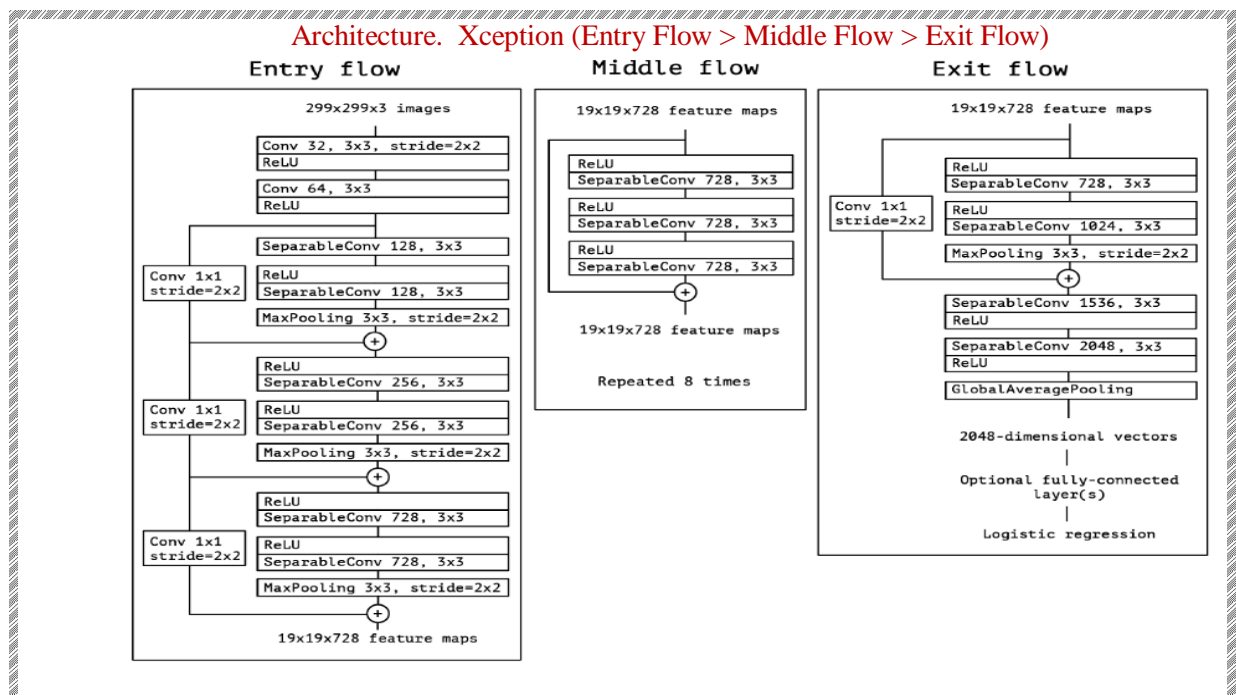 Architecture. Xception (Entry Flow > Middle Flow > Exit Flow)
Entry flow
299x299x3 images
Conv 32, 3x3, stride=2x2
ReLU
Conv 64, 3x3
ReLU
SeparableConv 128, 3x3
Conv 1x1
stride=2x2
ReLU
SeparableConv 128, 3x3
MaxPooling 3x3, stride=2x2
+
ReLU
SeparableConv 256, 3x3
Conv 1x1
stride=2x2
ReLU
SeparableConv 256, 3x3
MaxPooling 3x3, stride=2x2
+
ReLU
SeparableConv 728, 3x3
Conv 1x1
stride=2x2
ReLU
SeparableConv 728, 3x3
MaxPooling 3x3, stride=2x2
+
19x19x728 feature maps
Middle flow
19x19x728 feature maps
ReLU
SeparableConv 728, 3x3
ReLU
SeparableConv 728, 3x3
ReLU
SeparableConv 728, 3x3
+
19x19x728 feature maps
Repeated 8 times
Exit flow
19x19x728 feature maps
ReLU
SeparableConv 728, 3x3
Conv 1x1
stride=2x2
ReLU
SeparableConv 1024, 3x3
MaxPooling 3x3, stride=2x2
+
SeparableConv 1536, 3x3
ReLU
SeparableConv 2048, 3x3
ReLU
GlobalAveragePooling
2048-dimensional vectors
Optional fully-connected
layer(s)
Logistic regression